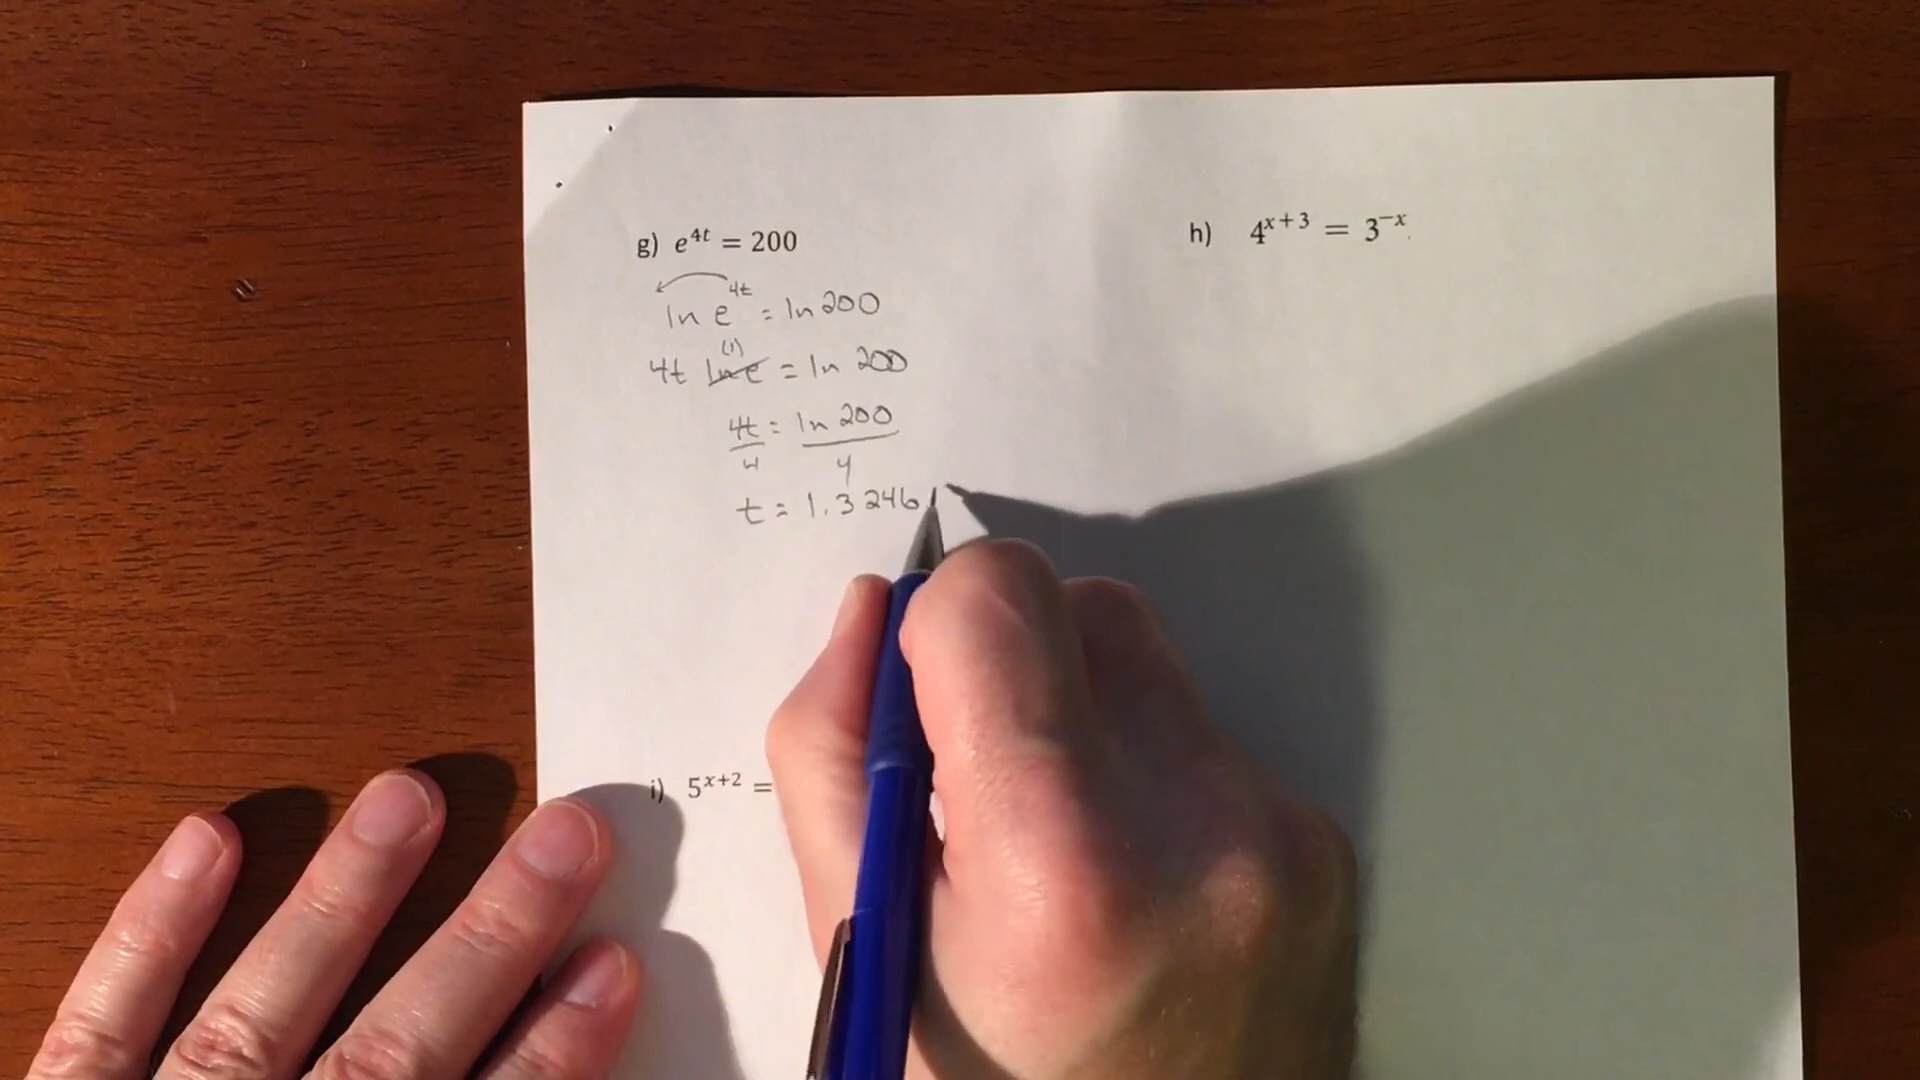 g) e^{4t} = 200
ln e^{4t} = ln 200
4t ln e^{(1)} = ln 200
4t/4 = ln 200/4
t = 1.3246
h) 4^{x+3} = 3^{-x}
i) 5^{x+2} =